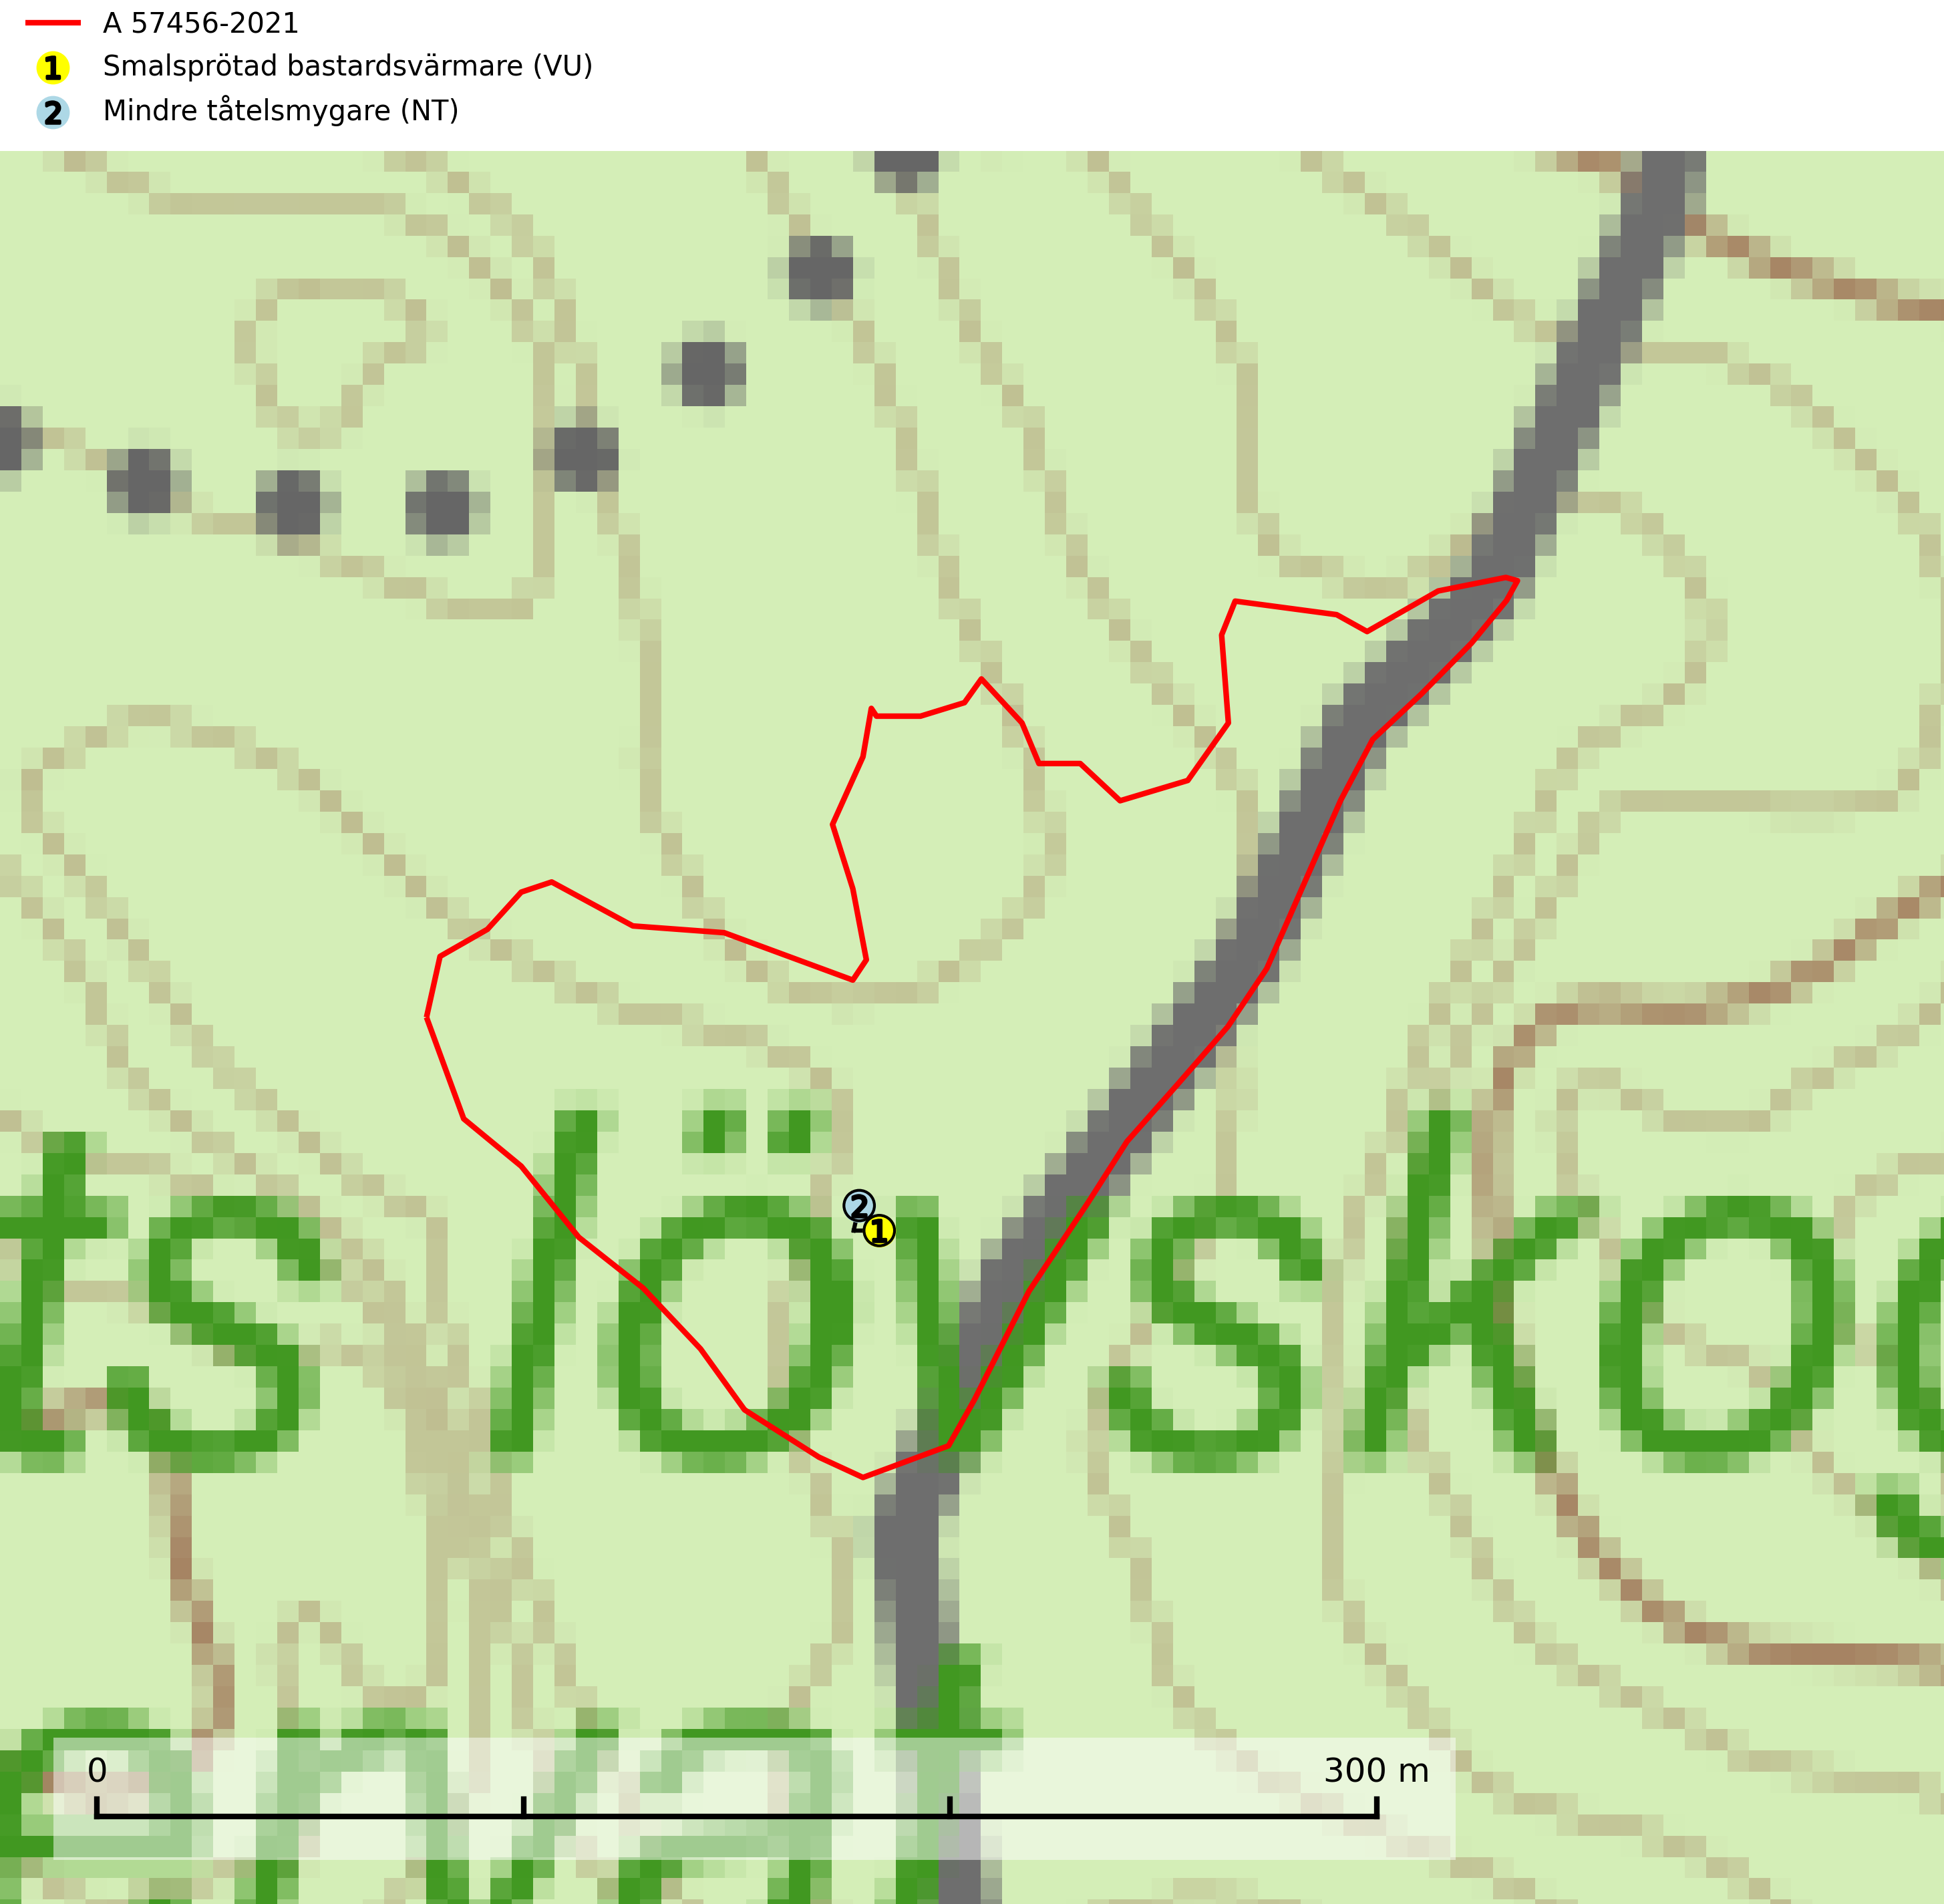 A 57456-2021
1 Smalsprötad bastardsvärmare (VU)
2 Mindre tåtelsmygare (NT)
2
1
0 300 m